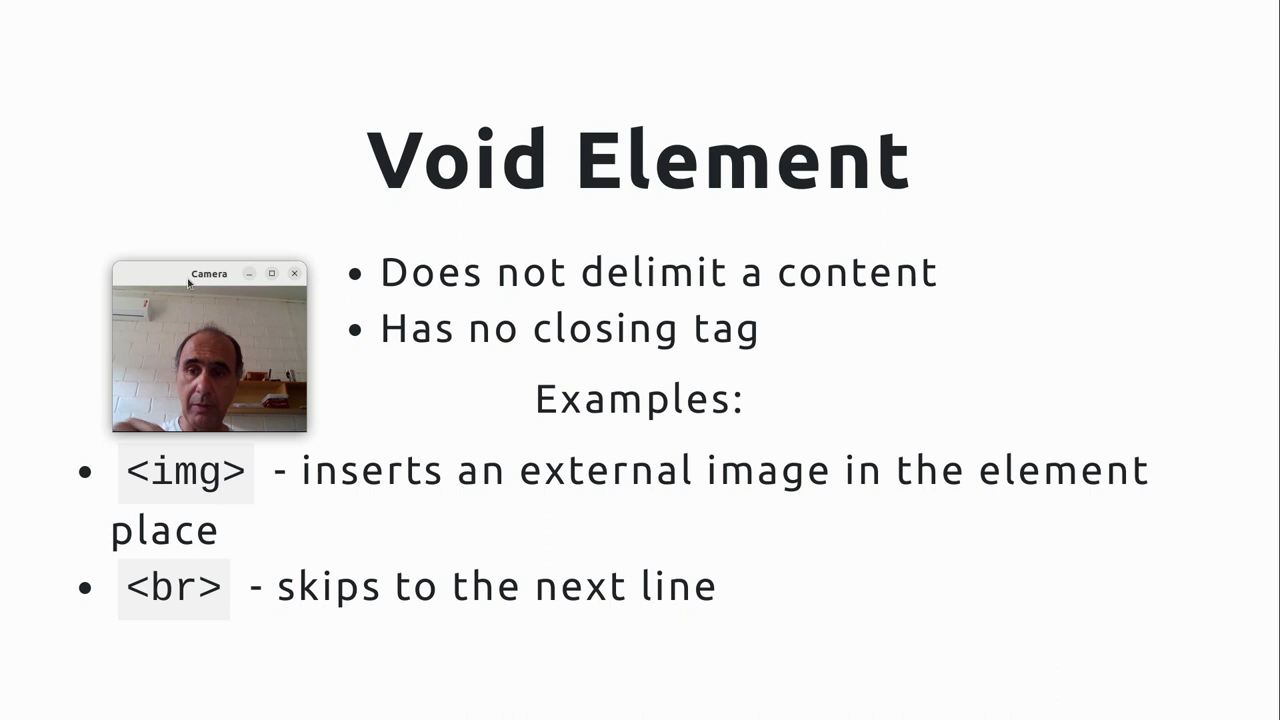 Void Element
Camera
• Does not delimit a content
• Has no closing tag
Examples:
• <img> - inserts an external image in the element
place
• <br> - skips to the next line